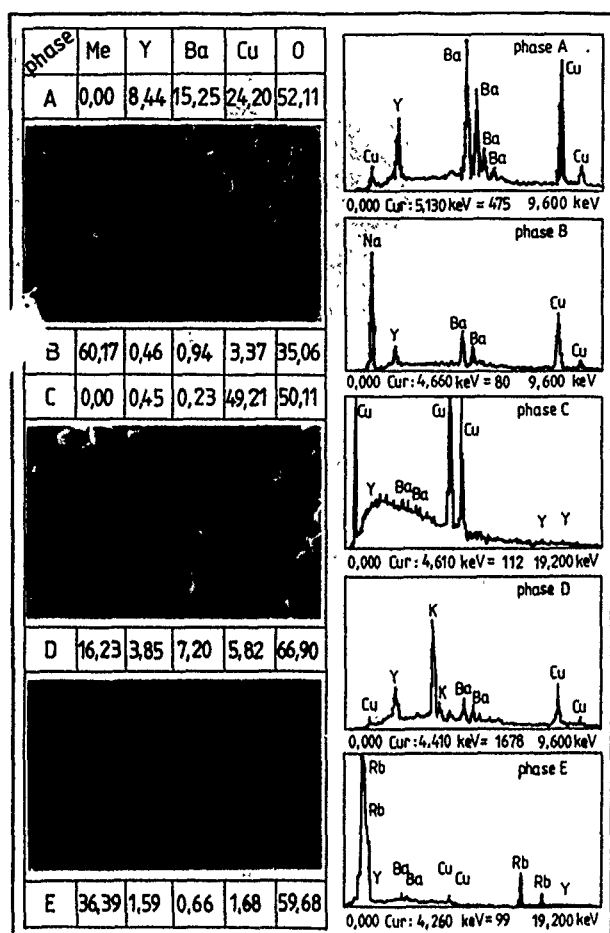 phase Me Y Ba Cu O
A 0,00 8,44 15,25 24,20 52,11
B 60,17 0,46 0,94 3,37 35,06
C 0,00 0,45 0,23 49,21 50,11
D 16,23 3,85 7,20 5,82 66,90
E 36,39 1,59 0,66 1,68 59,68
phase A
Ba
Cu
Y
Ba
Ba
Cu
Ba
Cu
0,000 Cur: 5,130 keV = 475 9,600 keV
phase B
Na
Cu
Y
Ba
Ba
Cu
0,000 Cur: 4,660 keV = 80 9,600 keV
phase C
Cu
Cu
Cu
Y
Ba
Ba
Y
Y
0,000 Cur: 4,610 keV = 112 19,200 keV
phase D
K
Y
K
Ba
Ba
Cu
Cu
Cu
0,000 Cur: 4,410 keV = 1678 9,600 keV
phase E
Rb
Rb
Y
Ba
Ba
Cu
Cu
Rb
Rb
Y
0,000 Cur: 4,260 keV = 99 19,200 keV